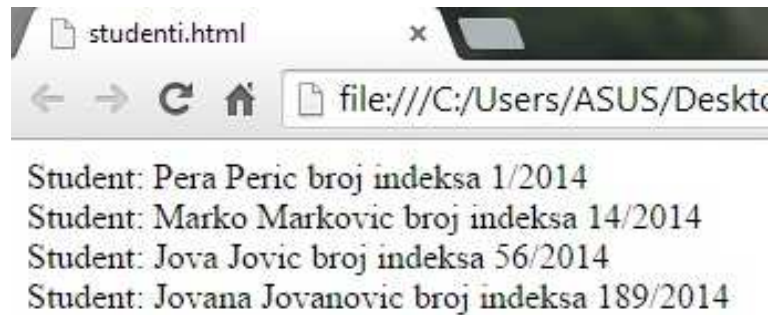 studenti.html
file:///C:/Users/ASUS/Deskto
Student: Pera Peric broj indeksa 1/2014
Student: Marko Markovic broj indeksa 14/2014
Student: Jova Jovic broj indeksa 56/2014
Student: Jovana Jovanovic broj indeksa 189/2014